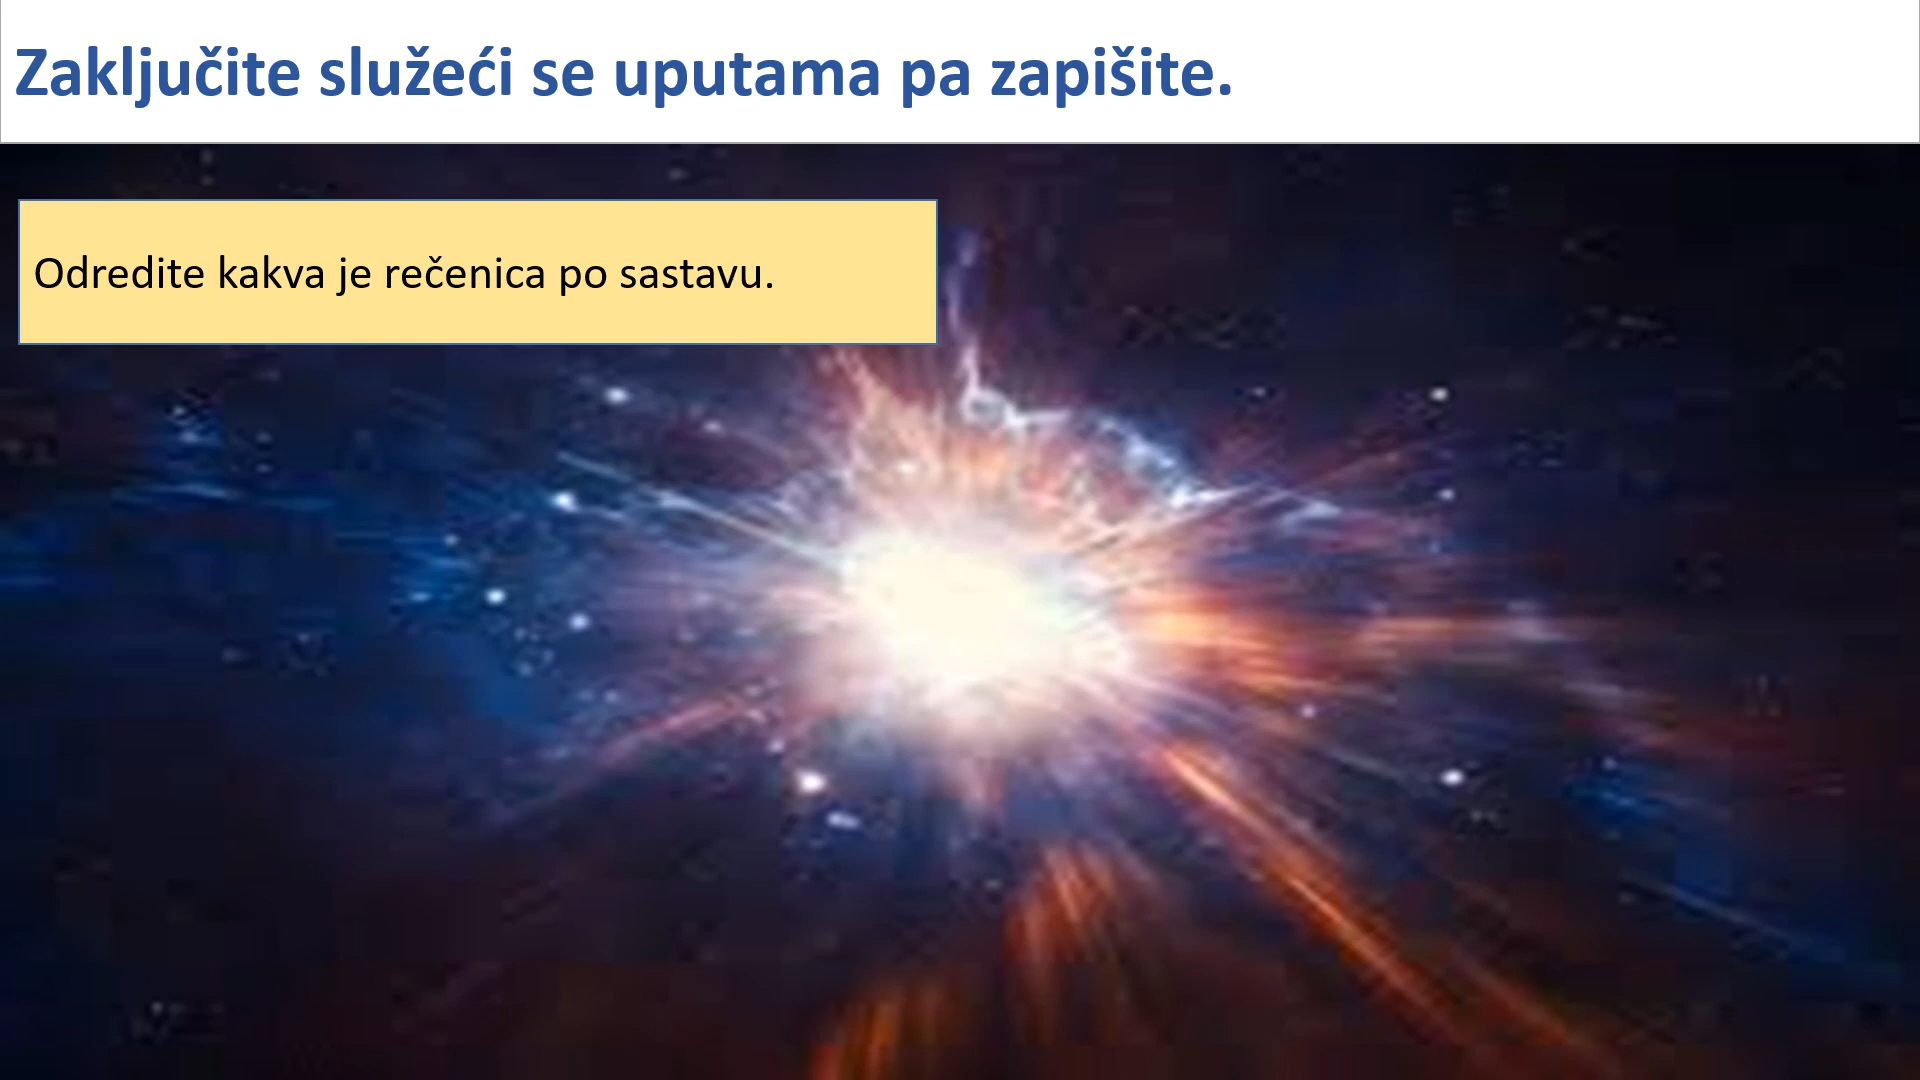 Zaključite služeći se uputama pa zapišite.
Odredite kakva je rečenica po sastavu.